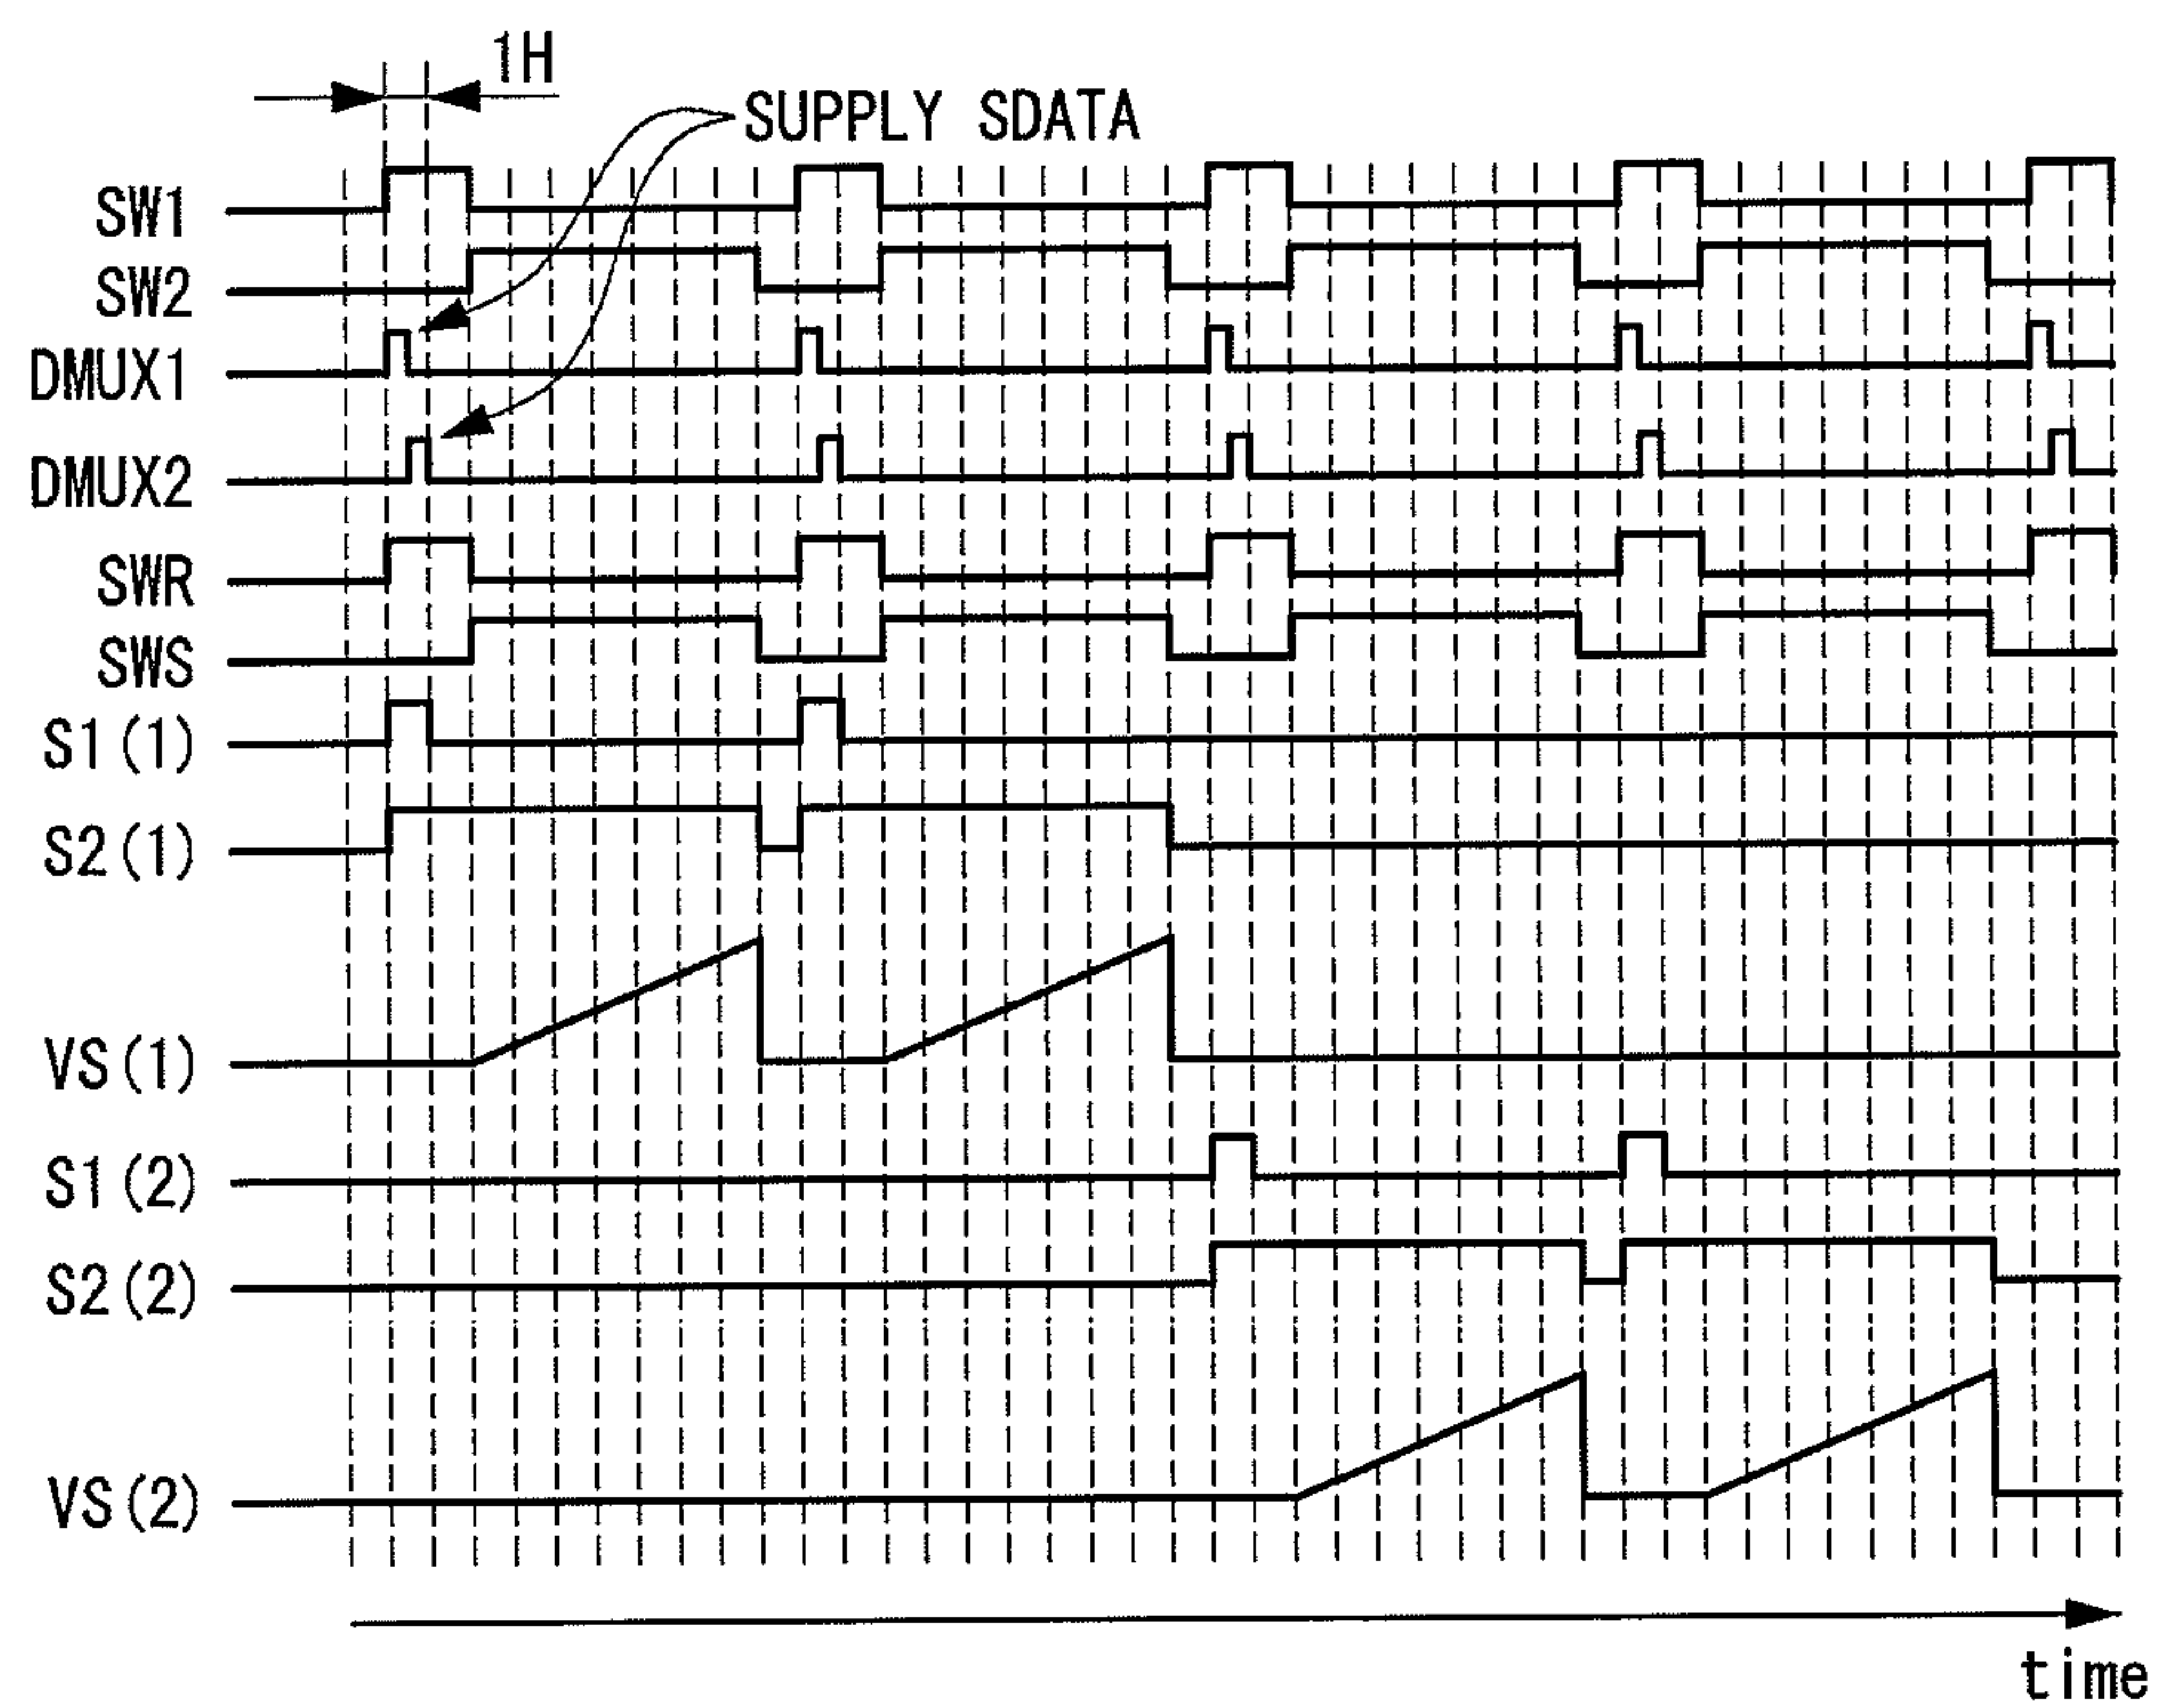 1H
SUPPLY SDATA
SW1
SW2
DMUX1
DMUX2
SWR
SWS
S1(1)
S2(1)
VS(1)
S1(2)
S2(2)
VS(2)
time